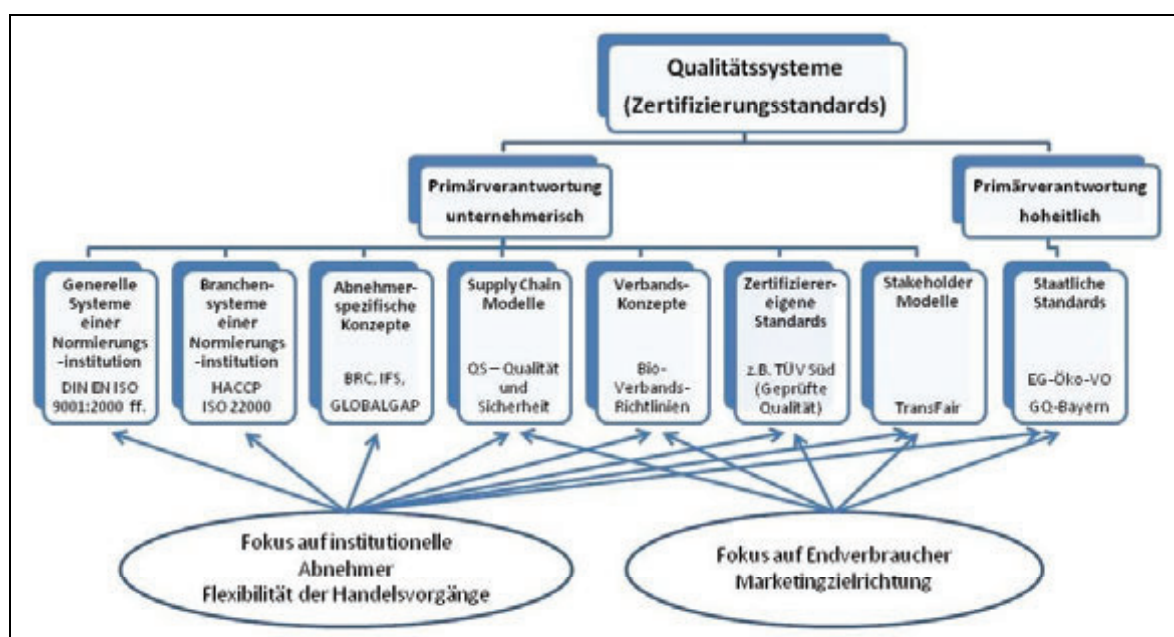 Qualitätssysteme
(Zertifizierungsstandards)
Primärverantwortung
unternehmerisch
Primärverantwortung
hoheitlich
Generelle
Systeme
einer
Normierungs
-institution
DIN EN ISO
9001:2000 ff.
Branchen-
systeme
einer
Normierungs
-institution
HACCP
ISO 22000
Abnehmer-
spezifische
Konzepte
BRC, IFS,
GLOBALGAP
Supply Chain
Modelle
QS – Qualität
und
Sicherheit
Verbands-
Konzepte
Bio-
Verbands-
Richtlinien
Zertifizierer-
eigene
Standards
z.B. TÜV Süd
(Geprüfte
Qualität)
Stakeholder
Modelle
TransFair
Staatliche
Standards
EG-Öko-VO
GQ-Bayern
Fokus auf institutionelle
Abnehmer
Flexibilität der Handelsvorgänge
Fokus auf Endverbraucher
Marketingzielrichtung